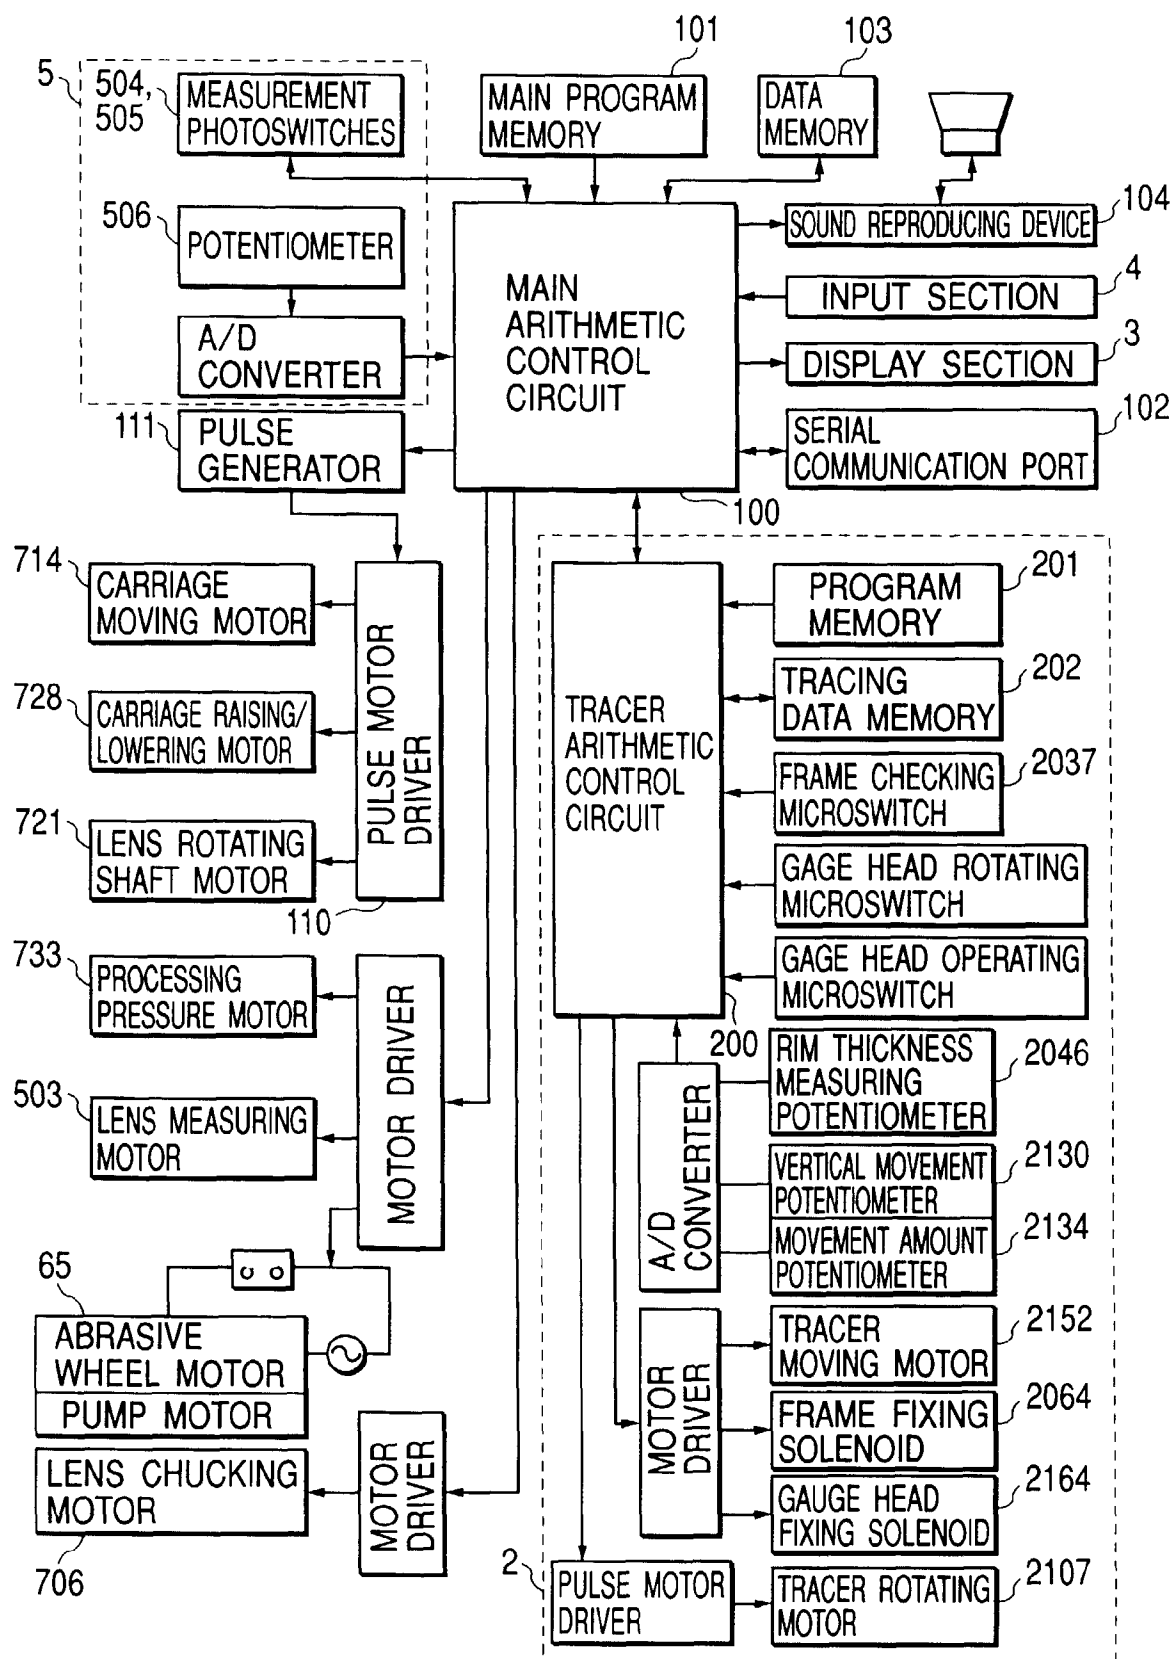 5
504,
505
MEASUREMENT
PHOTOSWITCHES
101
MAIN PROGRAM
MEMORY
103
DATA
MEMORY
506
POTENTIOMETER
A/D
CONVERTER
MAIN
ARITHMETIC
CONTROL
CIRCUIT
100
104
SOUND REPRODUCING DEVICE
4
INPUT SECTION
3
DISPLAY SECTION
102
SERIAL
COMMUNICATION PORT
111
PULSE
GENERATOR
714
CARRIAGE
MOVING MOTOR
728
CARRIAGE RAISING/
LOWERING MOTOR
721
LENS ROTATING
SHAFT MOTOR
PULSE MOTOR
DRIVER
110
733
PROCESSING
PRESSURE MOTOR
503
LENS MEASURING
MOTOR
MOTOR DRIVER
65
ABRASIVE
WHEEL MOTOR
PUMP MOTOR
LENS CHUCKING
MOTOR
706
MOTOR
DRIVER
TRACER
ARITHMETIC
CONTROL
CIRCUIT
200
201
PROGRAM
MEMORY
202
TRACING
DATA MEMORY
2037
FRAME CHECKING
MICROSWITCH
GAGE HEAD ROTATING
MICROSWITCH
GAGE HEAD OPERATING
MICROSWITCH
A/D
CONVERTER
RIM THICKNESS
MEASURING
POTENTIOMETER
2046
VERTICAL MOVEMENT
POTENTIOMETER
2130
MOVEMENT AMOUNT
POTENTIOMETER
2134
MOTOR
DRIVER
TRACER
MOVING MOTOR
2152
FRAME FIXING
SOLENOID
2064
GAUGE HEAD
FIXING SOLENOID
2164
2
PULSE MOTOR
DRIVER
TRACER ROTATING
MOTOR
2107